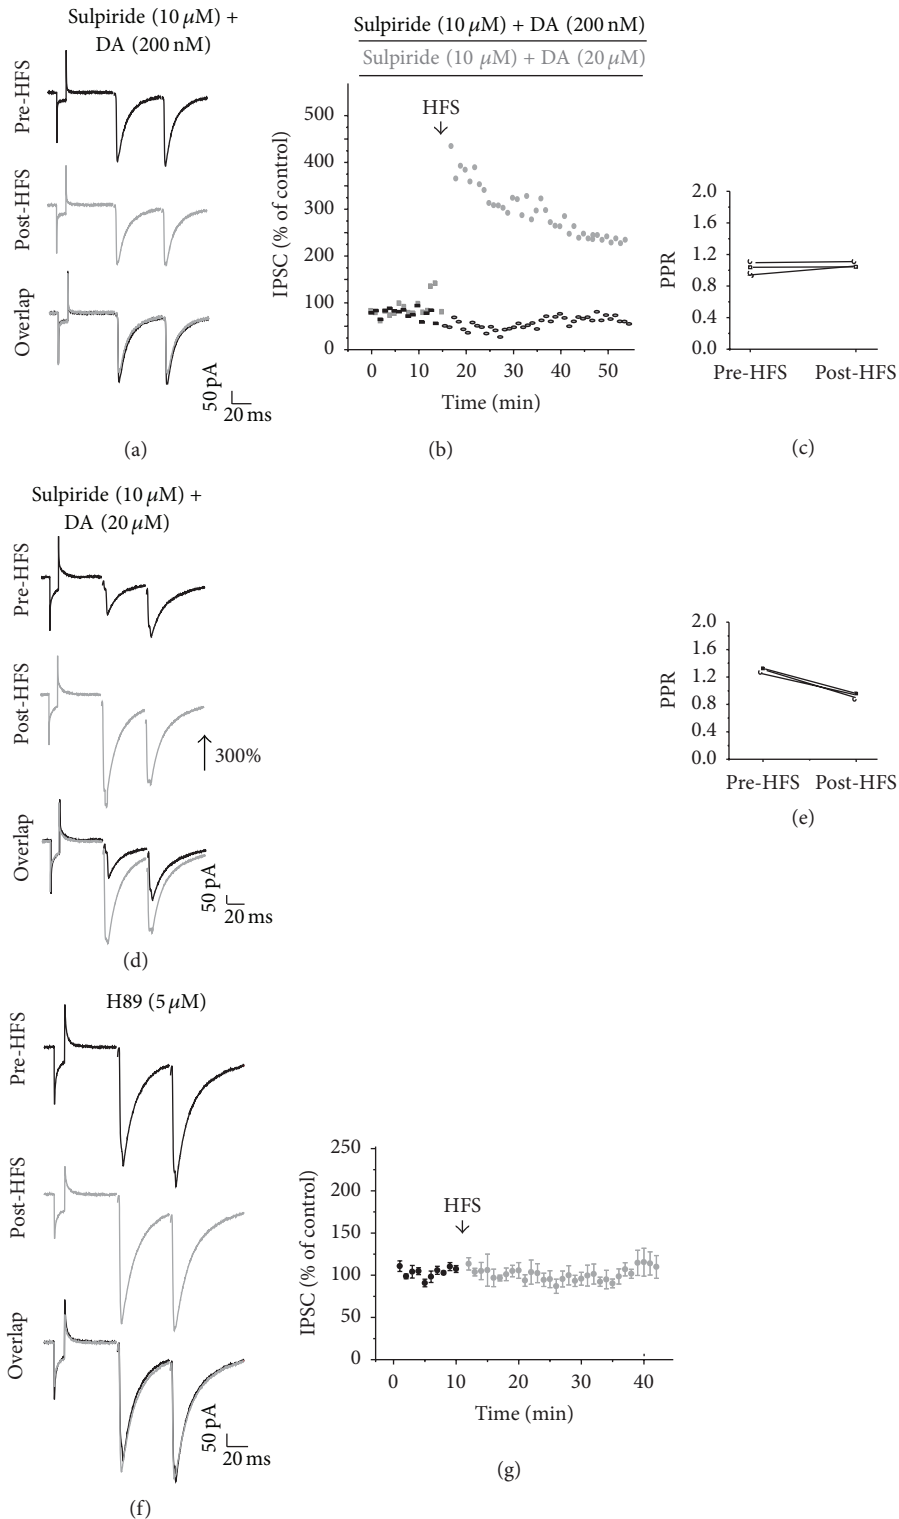 Sulpiride (10 μM) +
DA (200 nM)
Pre-HFS
Post-HFS
Overlap
50 pA
20 ms
(a)
Sulpiride (10 μM) + DA (200 nM)
Sulpiride (10 μM) + DA (20 μM)
HFS
IPSC (% of control)
500
400
300
200
100
0
0 10 20 30 40 50
Time (min)
(b)
PPR
2.0
1.6
1.2
0.8
0.4
0.0
Pre-HFS Post-HFS
(c)
Sulpiride (10 μM) +
DA (20 μM)
Pre-HFS
Post-HFS
300%
Overlap
50 pA
20 ms
(d)
PPR
2.0
1.6
1.2
0.8
0.4
0.0
Pre-HFS Post-HFS
(e)
H89 (5 μM)
Pre-HFS
Post-HFS
Overlap
50 pA
20 ms
(f)
HFS
IPSC (% of control)
250
200
150
100
50
0
0 10 20 30 40
Time (min)
(g)